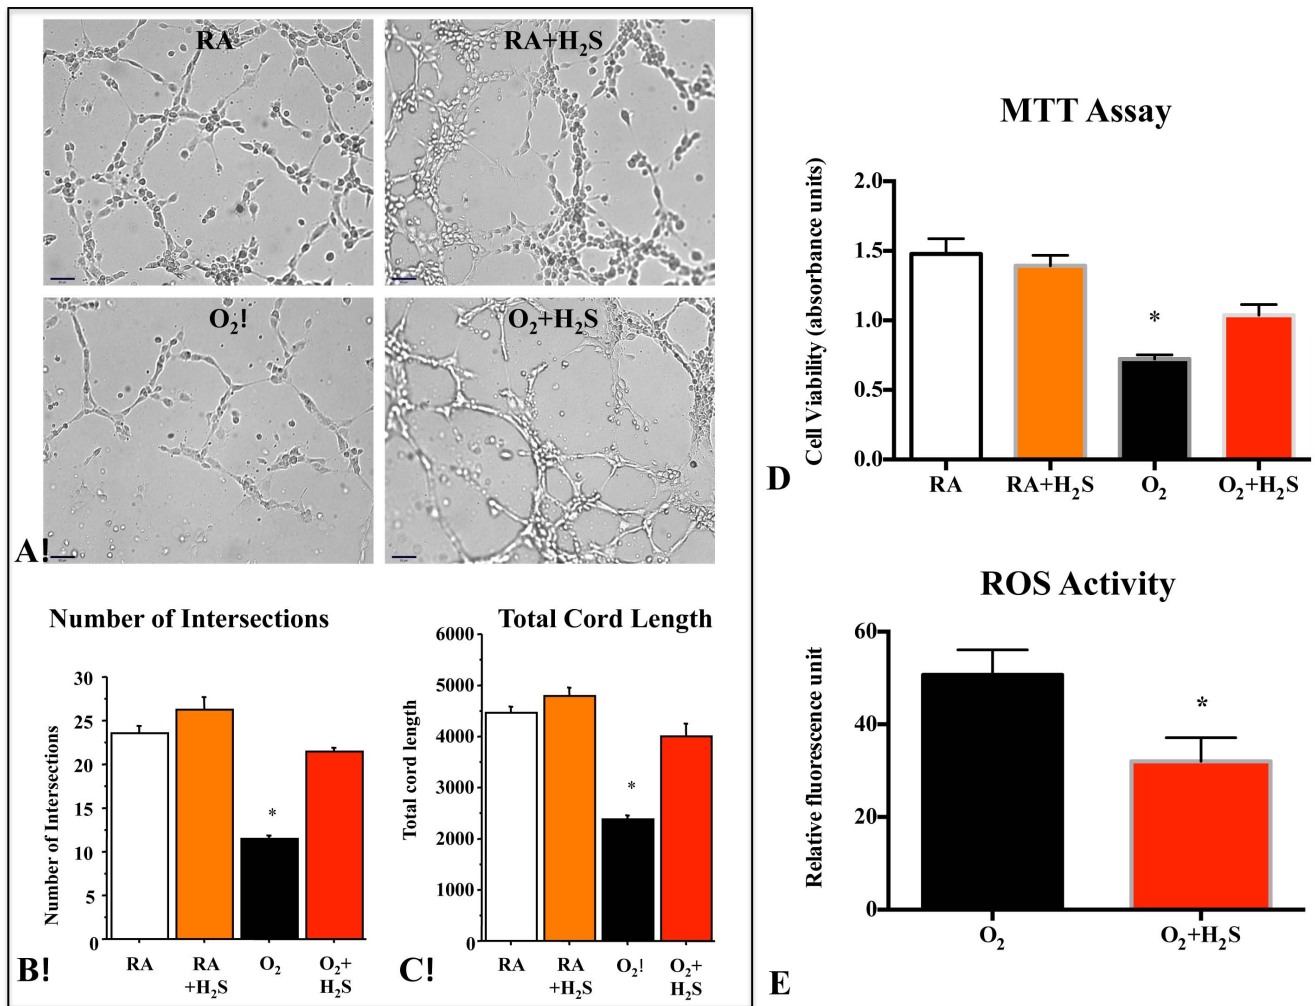 RA
RA+H₂S
O₂!
O₂+H₂S
A!
Number of Intersections
Number of Intersections
30
25
20
15
10
5
0
RA
RA
+H₂S
O₂
*
O₂+
H₂S
B!
Total Cord Length
Total cord length
6000
5000
4000
3000
2000
1000
0
RA
RA
+H₂S
O₂!
*
O₂+
H₂S
C!
MTT Assay
Cell Viability (absorbance units)
2.0
1.5
1.0
0.5
0.0
*
RA
RA+H₂S
O₂
O₂+H₂S
D
ROS Activity
Relative fluorescence unit
60
40
20
0
*
O₂
O₂+H₂S
E